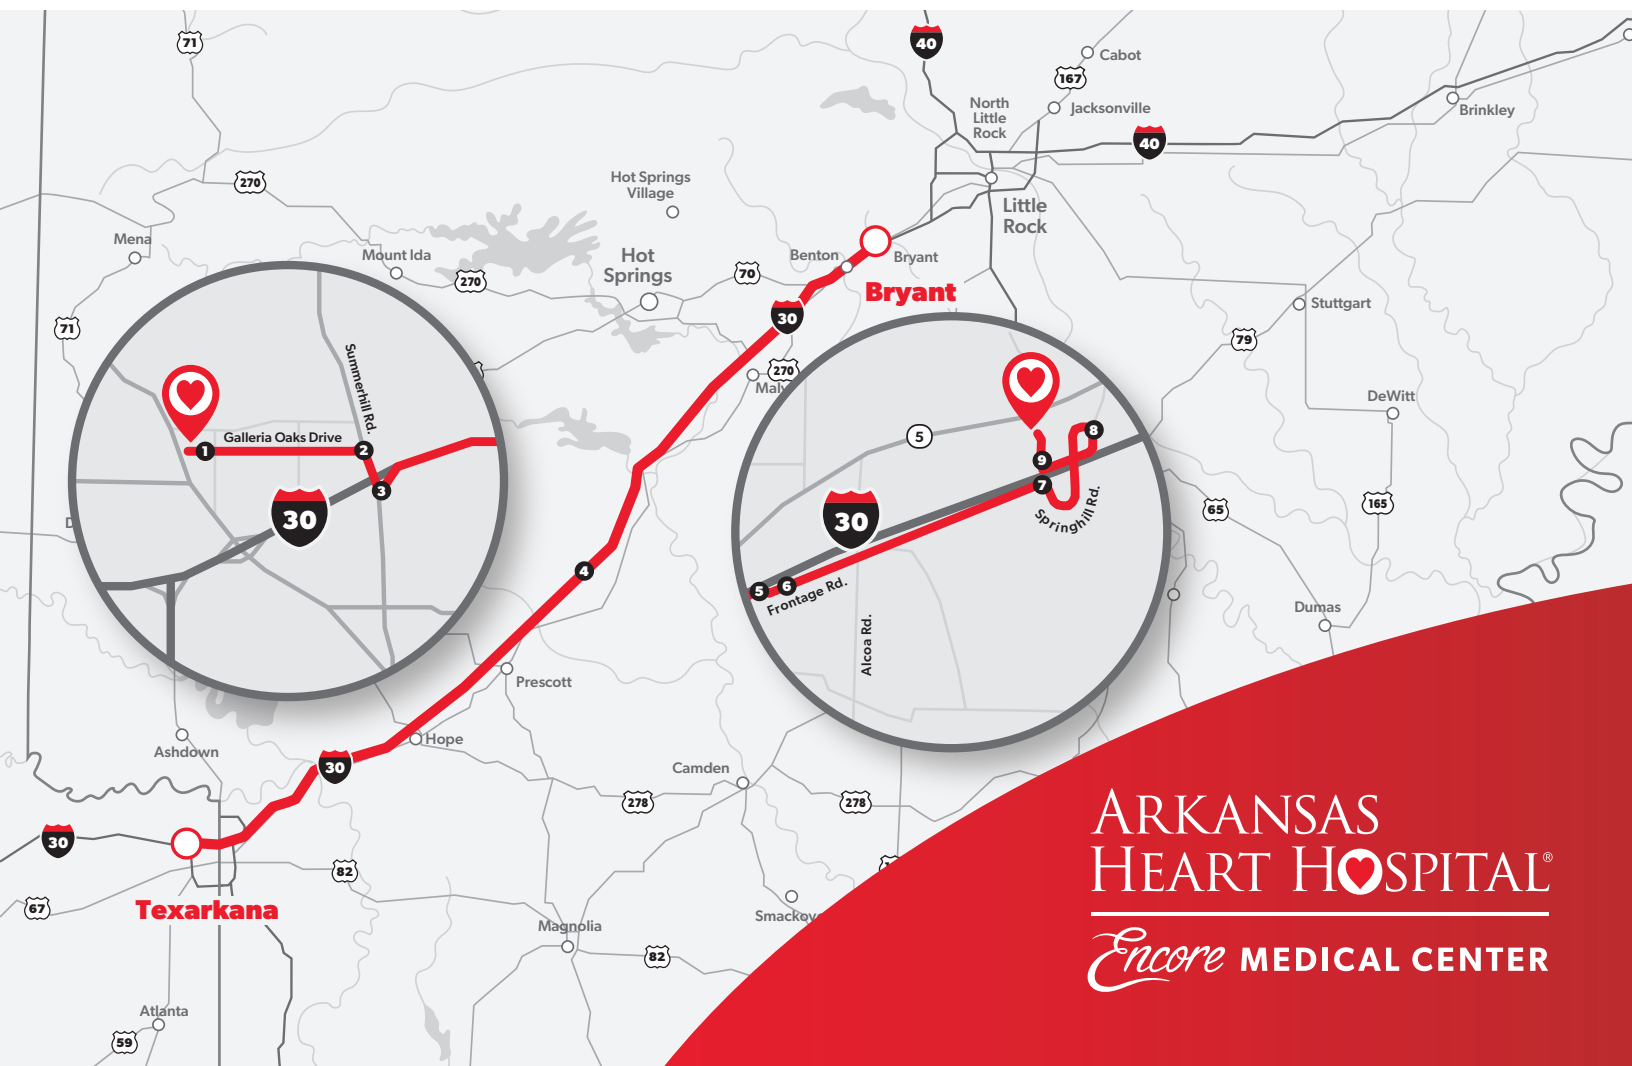 71
40
Cabot
167
North
Little
Rock
Jacksonville
Brinkley
40
270
Hot Springs
Village
Little
Rock
Mena
Mount Ida
270
Hot
Springs
70
Benton
Bryant
Bryant
71
30
Stuttgart
79
270
DeWitt
Summerhill Rd.
Galleria Oaks Drive
1
2
3
30
5
8
9
7
Springhill Rd.
30
5
6
Frontage Rd.
Alcoa Rd.
65
165
4
Dumas
Prescott
Ashdown
Hope
30
Camden
278
278
30
82
67
Texarkana
Magnolia
82
Atlanta
59
ARKANSAS
HEART HOSPITAL®
Encore MEDICAL CENTER